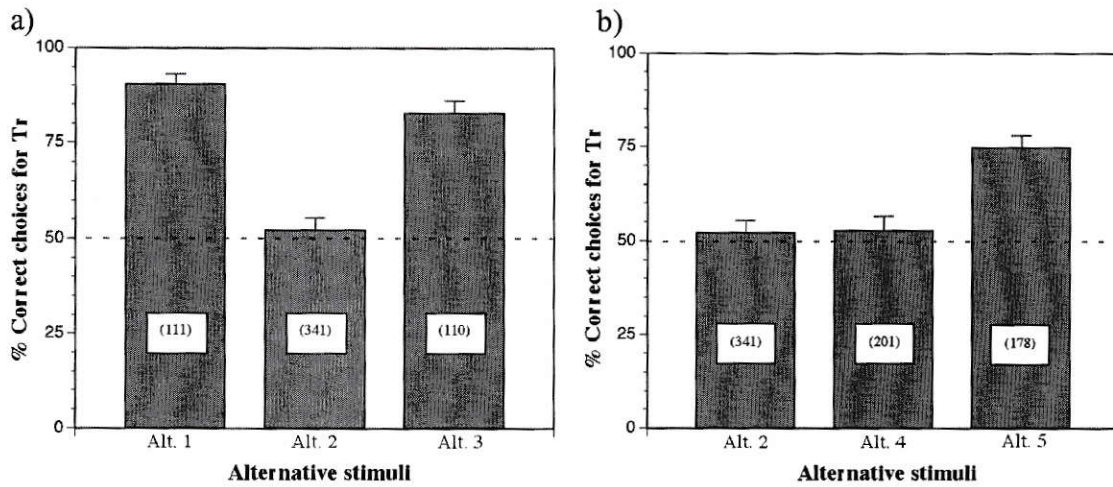 a)
% Correct choices for Tr
100
75
50
25
0
(111)
(341)
(110)
Alt. 1
Alt. 2
Alt. 3
Alternative stimuli
b)
% Correct choices for Tr
100
75
50
25
0
(341)
(201)
(178)
Alt. 2
Alt. 4
Alt. 5
Alternative stimuli